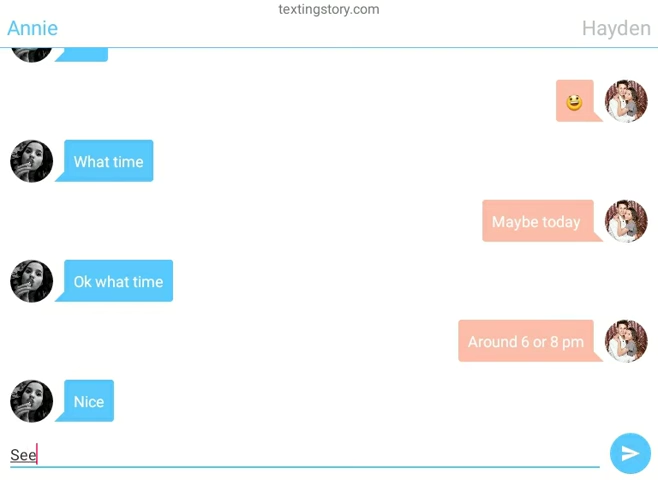 textingstory.com
Annie
Hayden
😆
What time
Maybe today
Ok what time
Around 6 or 8 pm
Nice
See